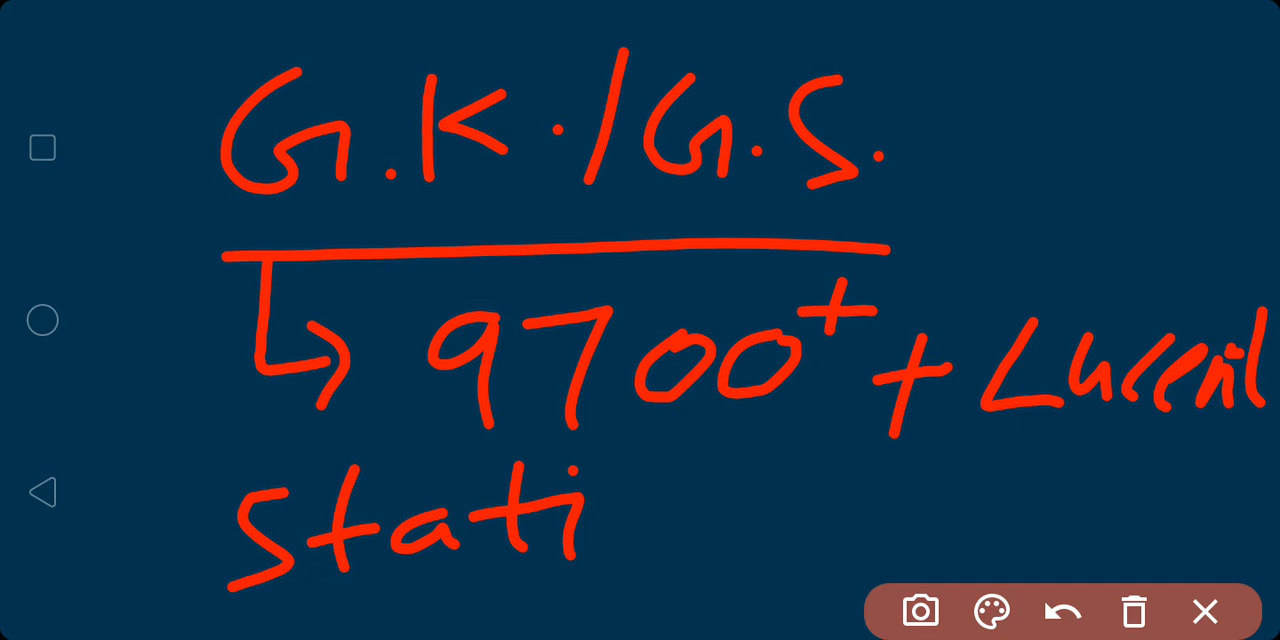 G.K./G.S.
9700+ + Lucent
Stati